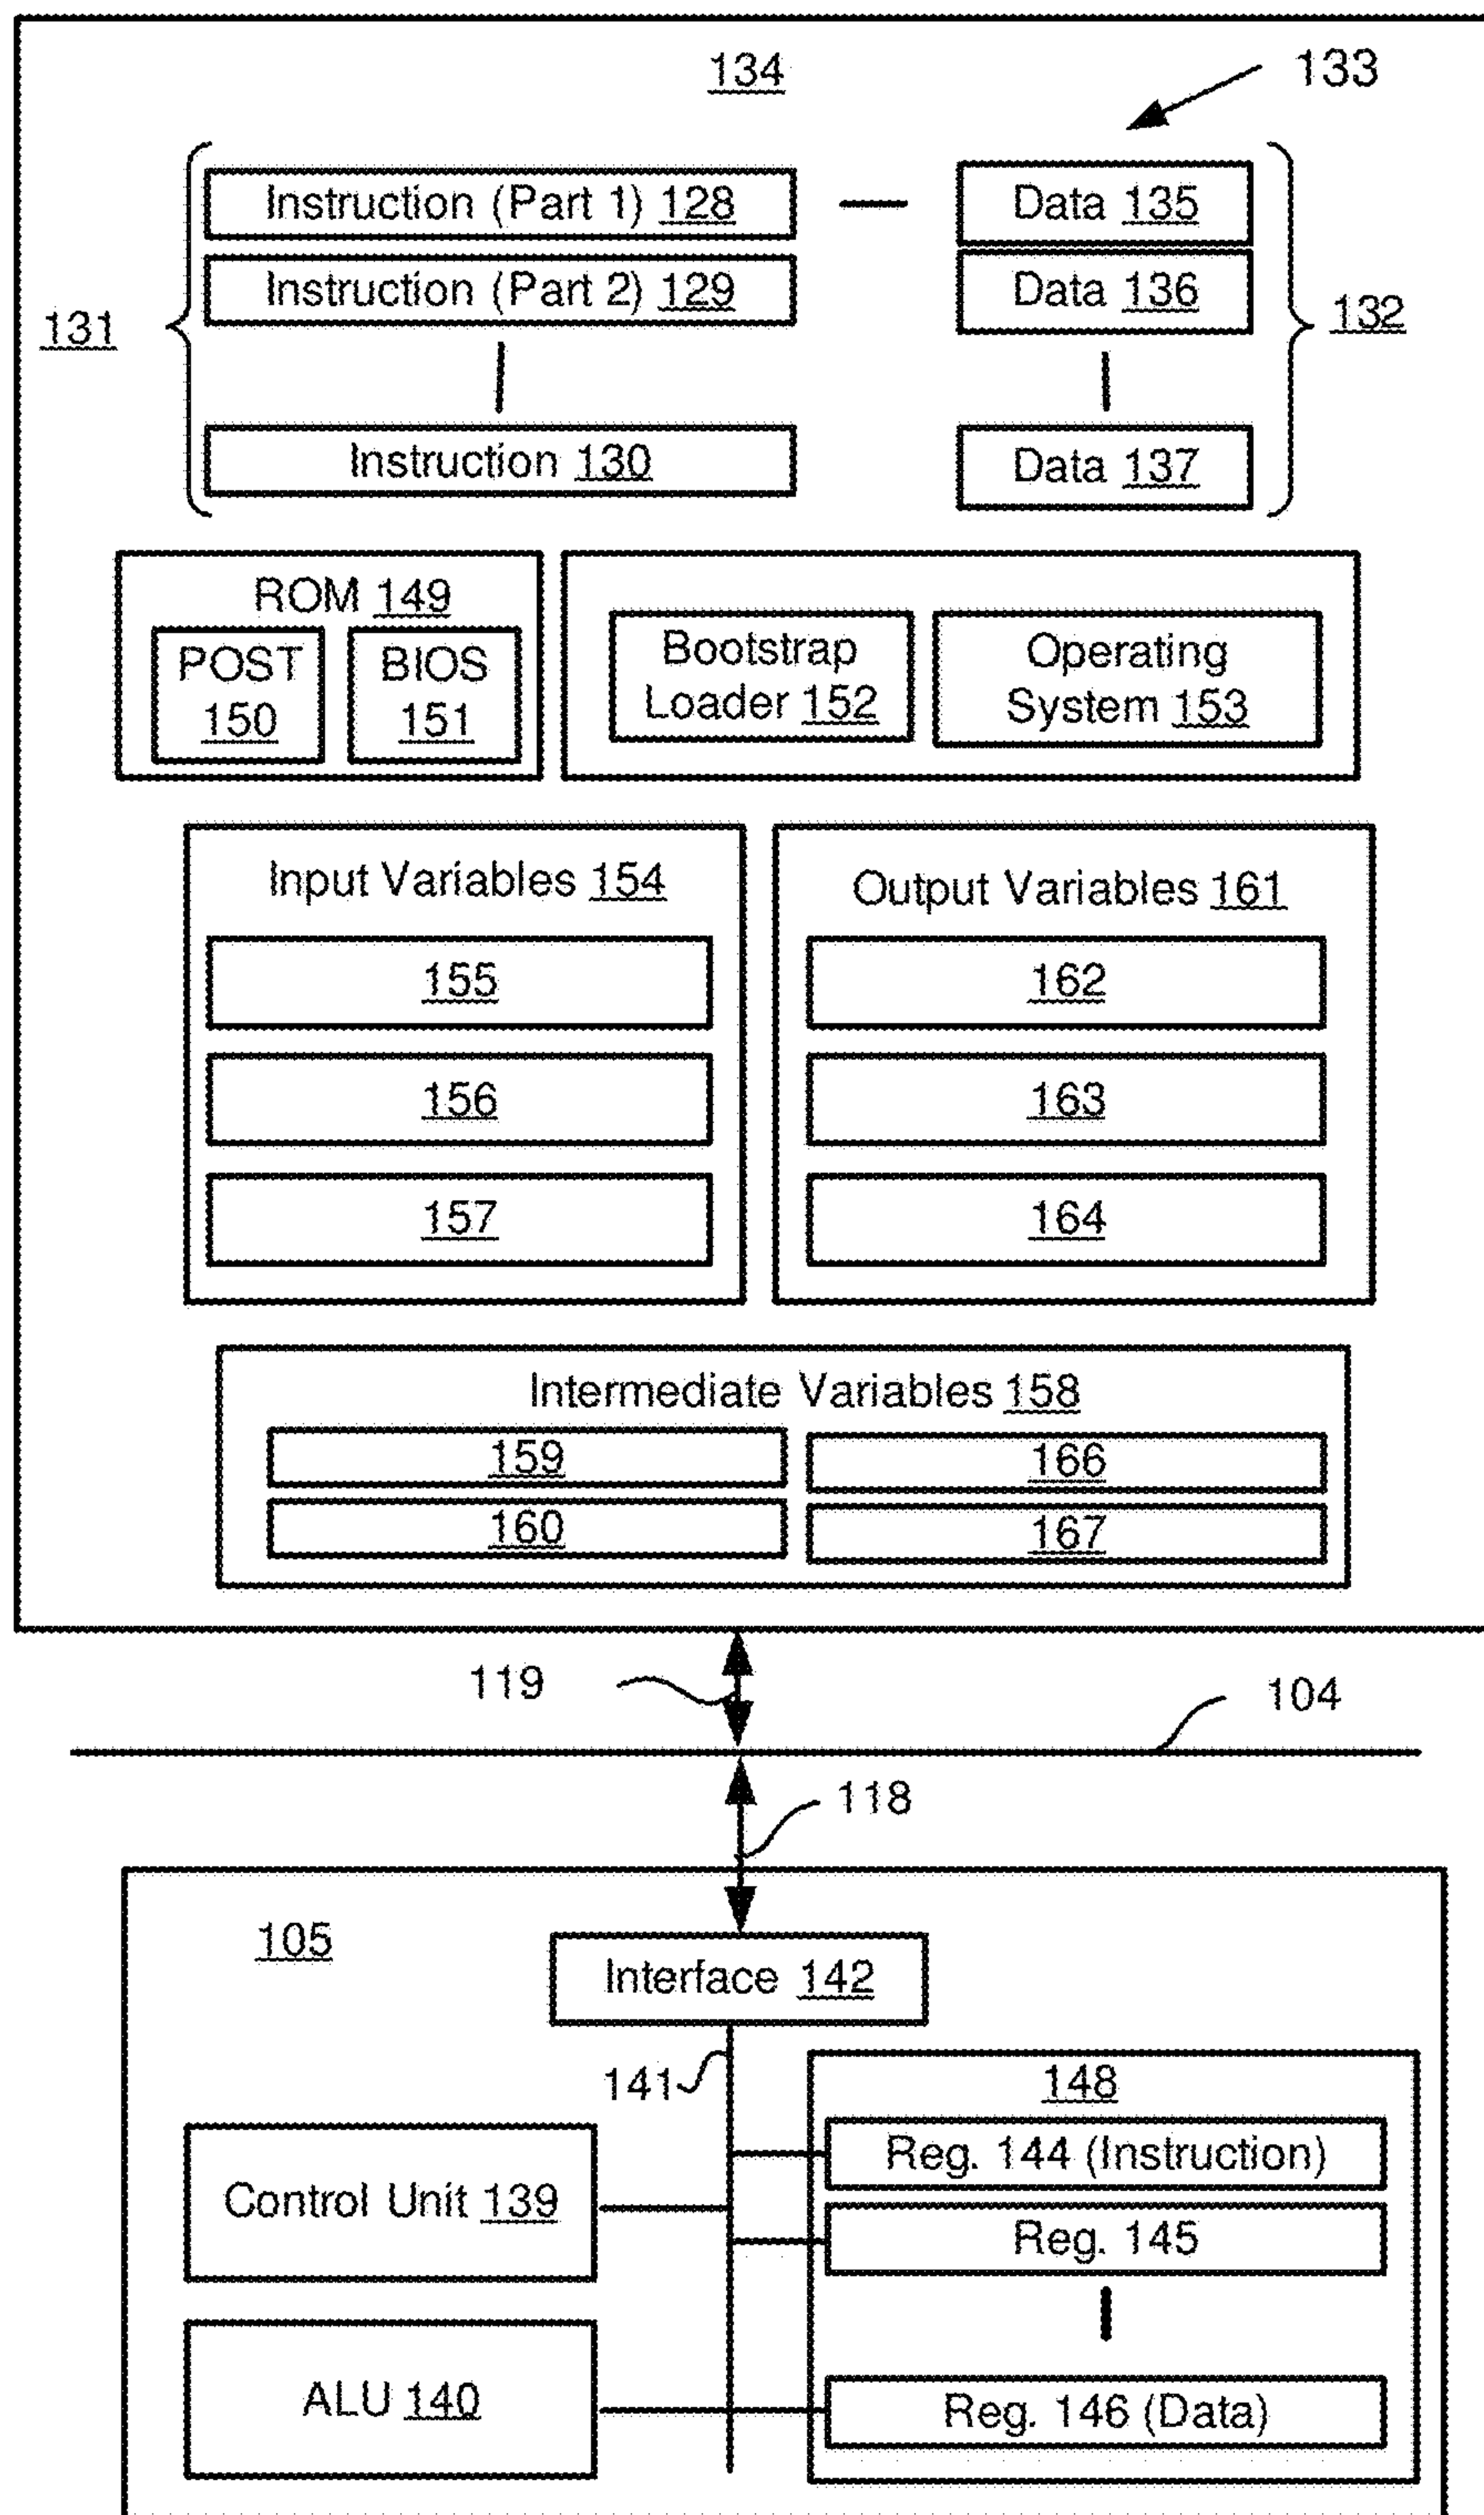 134
133
Instruction (Part 1) 128
Data 135
Instruction (Part 2) 129
Data 136
131
132
Instruction 130
Data 137
ROM 149
POST
150
BIOS
151
Bootstrap
Loader 152
Operating
System 153
Input Variables 154
155
156
157
Output Variables 161
162
163
164
Intermediate Variables 158
159
166
160
167
119
104
118
105
Interface 142
141
148
Reg. 144 (Instruction)
Control Unit 139
Reg. 145
ALU 140
Reg. 146 (Data)